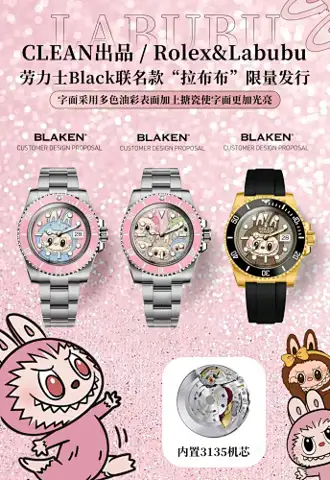 LABUBU
CLEAN出品 / Rolex&Labubu
劳力士Black联名款“拉布布”限量发行
字面采用多色油彩表面加上搪瓷使字面更加光亮
BLAKEN
CUSTOMER DESIGN PROPOSAL
BLAKEN
CUSTOMER DESIGN PROPOSAL
BLAKEN
CUSTOMER DESIGN PROPOSAL
内置3135机芯